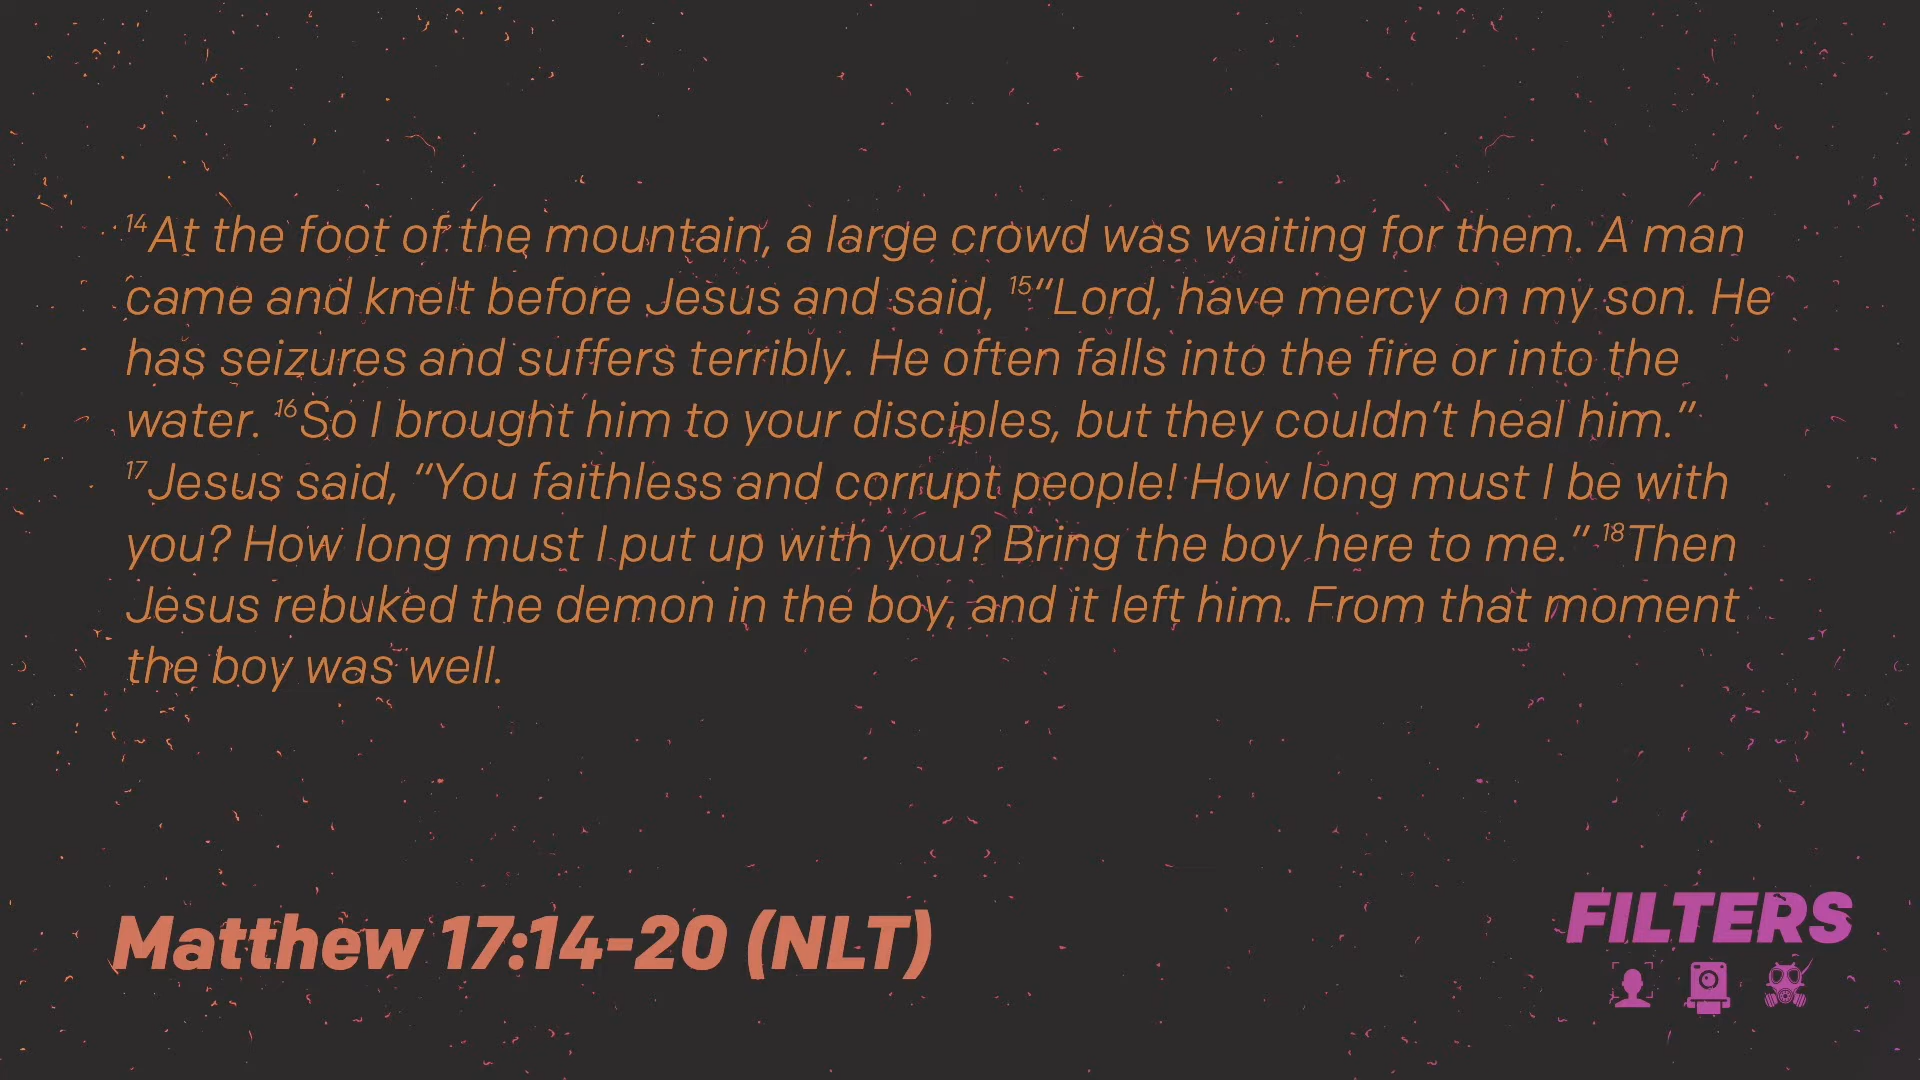 ¹⁴At the foot of the mountain, a large crowd was waiting for them. A man
came and knelt before Jesus and said, ¹⁵“Lord, have mercy on my son. He
has seizures and suffers terribly. He often falls into the fire or into the
water. ¹⁶So I brought him to your disciples, but they couldn’t heal him.”
¹⁷Jesus said, “You faithless and corrupt people! How long must I be with
you? How long must I put up with you? Bring the boy here to me.” ¹⁸Then
Jesus rebuked the demon in the boy, and it left him. From that moment
the boy was well.
Matthew 17:14-20 (NLT)
FILTERS